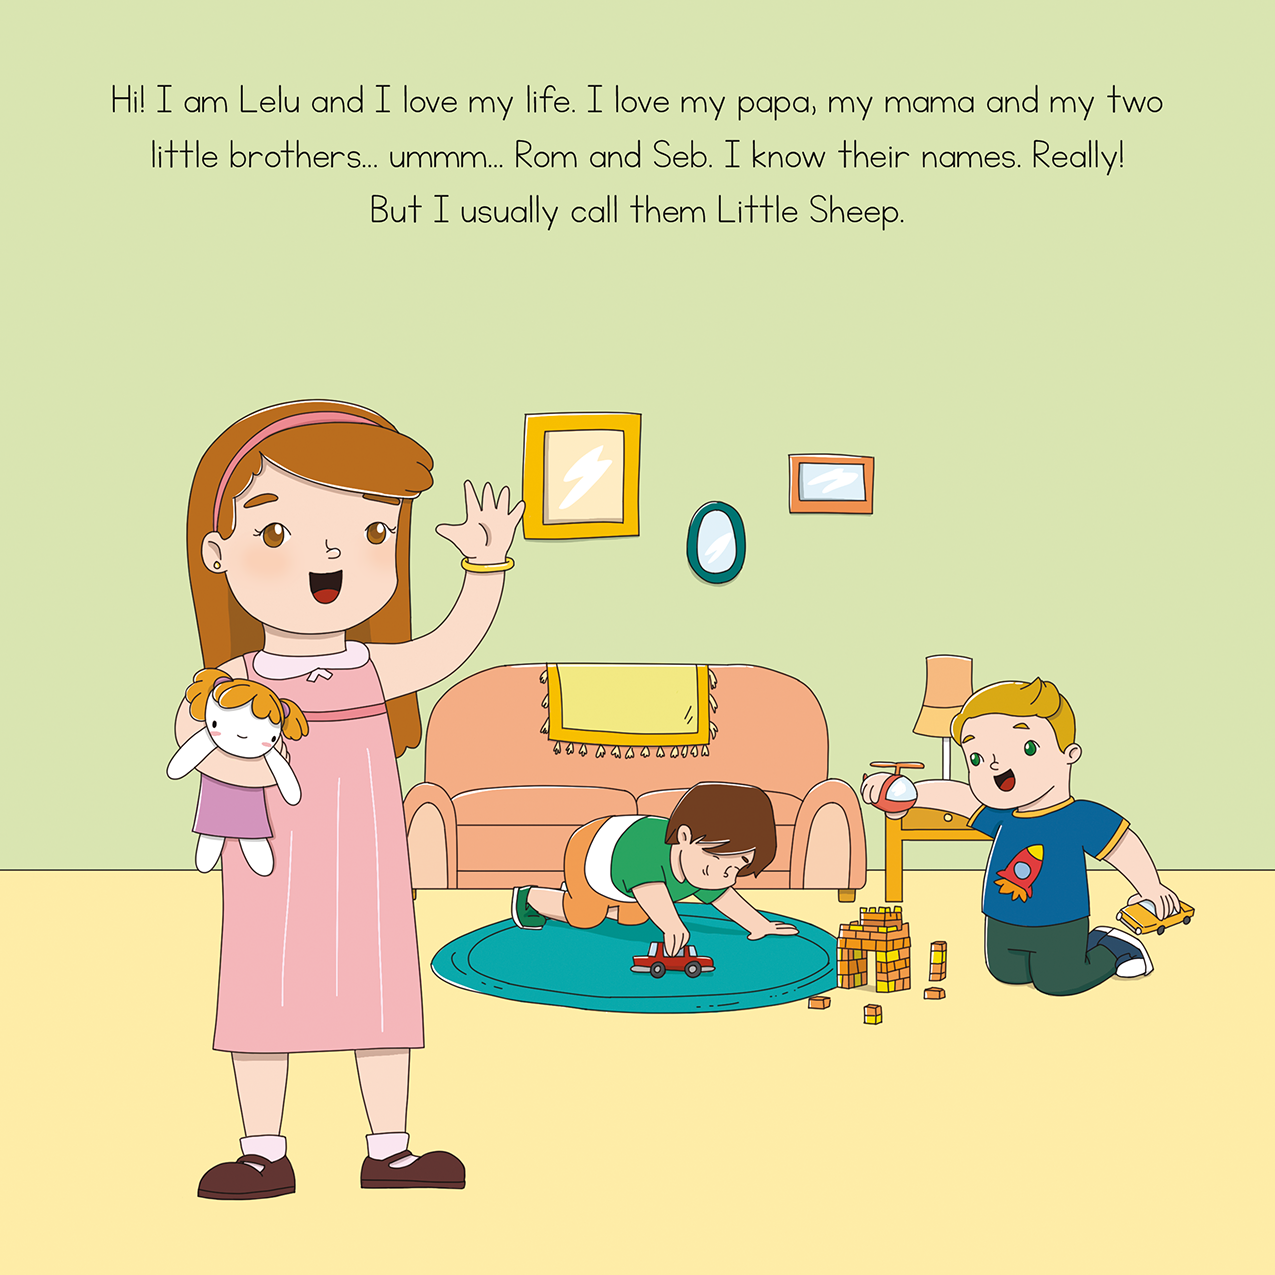 Hi! I am Lelu and I love my life. I love my papa, my mama and my two
little brothers... ummm... Rom and Seb. I know their names. Really!
But I usually call them Little Sheep.